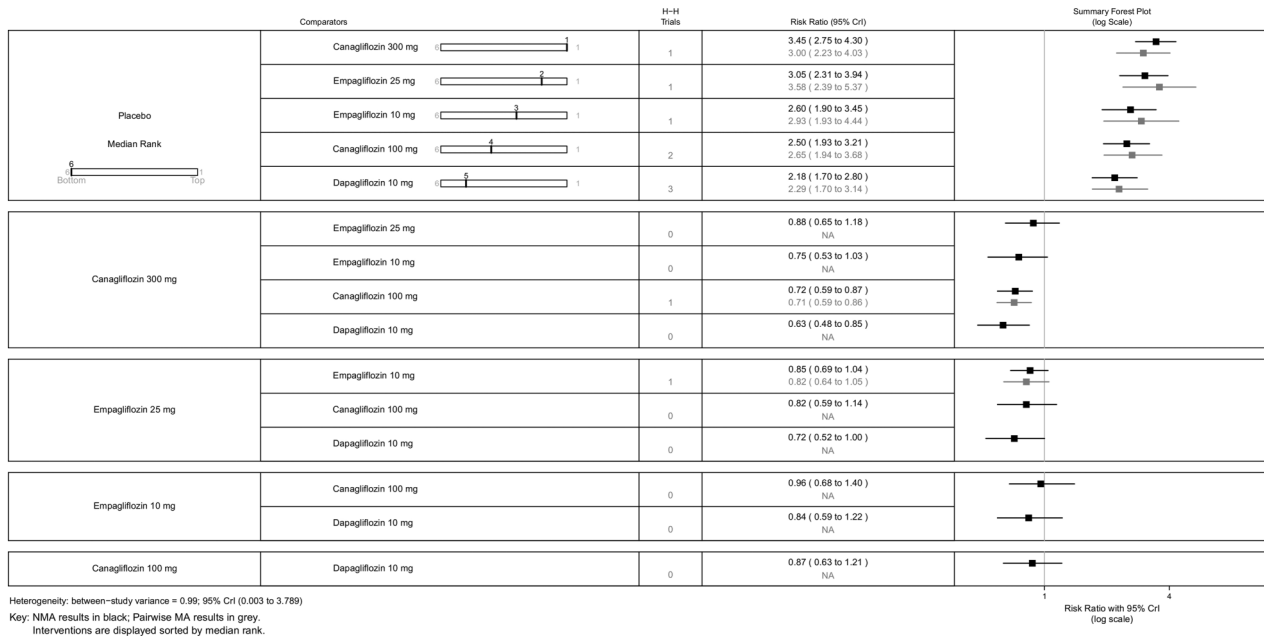 Comparators
H−H
Trials
Risk Ratio (95% CrI)
Summary Forest Plot
(log Scale)
Placebo
Median Rank
6
6 1
Bottom Top
Canagliflozin 300 mg 6 1 1
1
3.45 ( 2.75 to 4.30 )
3.00 ( 2.23 to 4.03 )
Empagliflozin 25 mg 6 2 1
1
3.05 ( 2.31 to 3.94 )
3.58 ( 2.39 to 5.37 )
Empagliflozin 10 mg 6 3 1
1
2.60 ( 1.90 to 3.45 )
2.93 ( 1.93 to 4.44 )
Canagliflozin 100 mg 6 4 1
2
2.50 ( 1.93 to 3.21 )
2.65 ( 1.94 to 3.68 )
Dapagliflozin 10 mg 6 5 1
3
2.18 ( 1.70 to 2.80 )
2.29 ( 1.70 to 3.14 )
Canagliflozin 300 mg
Empagliflozin 25 mg
0
0.88 ( 0.65 to 1.18 )
NA
Empagliflozin 10 mg
0
0.75 ( 0.53 to 1.03 )
NA
Canagliflozin 100 mg
1
0.72 ( 0.59 to 0.87 )
0.71 ( 0.59 to 0.86 )
Dapagliflozin 10 mg
0
0.63 ( 0.48 to 0.85 )
NA
Empagliflozin 25 mg
Empagliflozin 10 mg
1
0.85 ( 0.69 to 1.04 )
0.82 ( 0.64 to 1.05 )
Canagliflozin 100 mg
0
0.82 ( 0.59 to 1.14 )
NA
Dapagliflozin 10 mg
0
0.72 ( 0.52 to 1.00 )
NA
Empagliflozin 10 mg
Canagliflozin 100 mg
0
0.96 ( 0.68 to 1.40 )
NA
Dapagliflozin 10 mg
0
0.84 ( 0.59 to 1.22 )
NA
Canagliflozin 100 mg
Dapagliflozin 10 mg
0
0.87 ( 0.63 to 1.21 )
NA
1 4
Risk Ratio with 95% CrI
(log scale)
Heterogeneity: between−study variance = 0.99; 95% CrI (0.003 to 3.789)
Key: NMA results in black; Pairwise MA results in grey.
Interventions are displayed sorted by median rank.